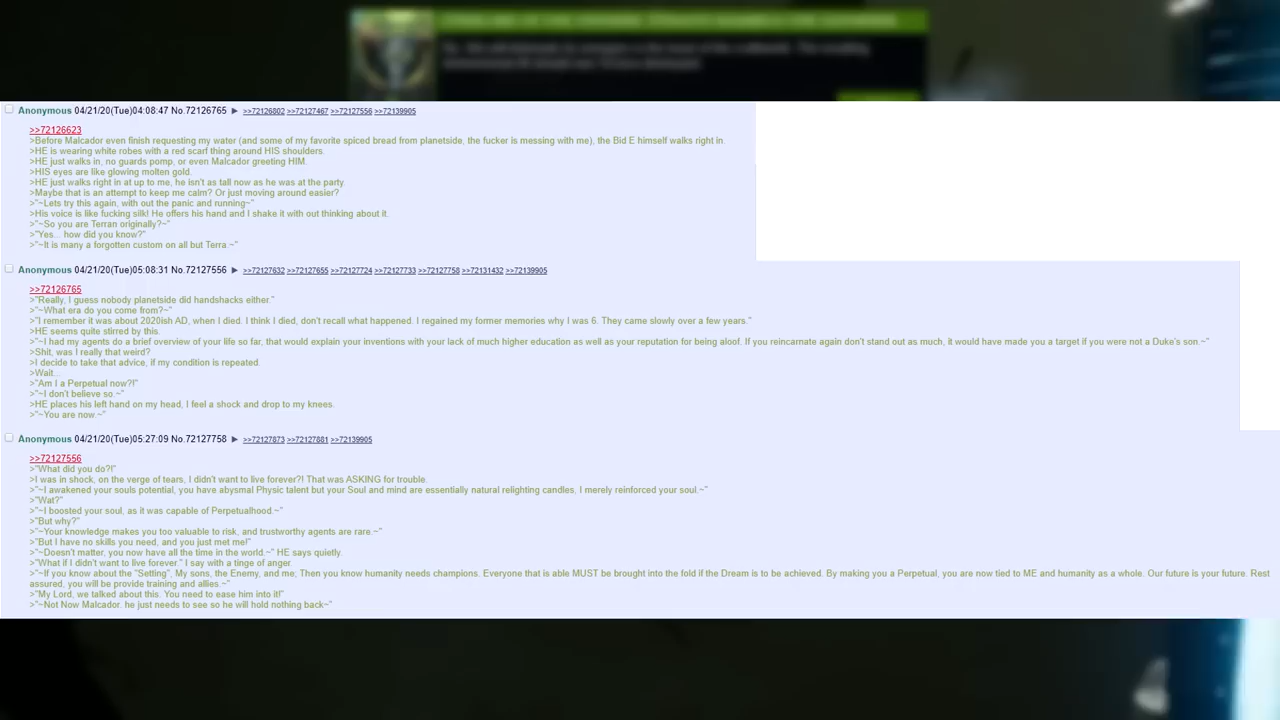 Anonymous 04/21/20(Tue)04:08:47 No.72126765 ▶ >>72126802 >>72127467 >>72127556 >>72139905
>>72126623
>Before Malcador even finish requesting my water (and some of my favorite spiced bread from planetside, the fucker is messing with me), the Bid E himself walks right in.
>HE is wearing white robes with a red scarf thing around HIS shoulders.
>HE just walks in, no guards pomp, or even Malcador greeting HIM.
>HIS eyes are like glowing molten gold.
>HE just walks right in at up to me, he isn't as tall now as he was at the party.
>Maybe that is an attempt to keep me calm? Or just moving around easier?
>"~Lets try this again, with out the panic and running~"
>His voice is like fucking silk! He offers his hand and I shake it with out thinking about it.
>"~So you are Terran originally?~"
>"Yes... how did you know?"
>"~It is many a forgotten custom on all but Terra.~"
Anonymous 04/21/20(Tue)05:08:31 No.72127556 ▶ >>72127632 >>72127655 >>72127724 >>72127733 >>72127758 >>72131432 >>72139905
>>72126765
>"Really, I guess nobody planetside did handshacks either."
>"~What era do you come from?~"
>"I remember it was about 2020ish AD, when I died. I think I died, don't recall what happened. I regained my former memories why I was 6. They came slowly over a few years."
>HE seems quite stirred by this.
>"~I had my agents do a brief overview of your life so far, that would explain your inventions with your lack of much higher education as well as your reputation for being aloof. If you reincarnate again don't stand out as much, it would have made you a target if you were not a Duke's son.~"
>Shit, was I really that weird?
>I decide to take that advice, if my condition is repeated.
>Wait...
>"Am I a Perpetual now?!"
>"~I don't believe so.~"
>HE places his left hand on my head, I feel a shock and drop to my knees.
>"~You are now.~"
Anonymous 04/21/20(Tue)05:27:09 No.72127758 ▶ >>72127873 >>72127881 >>72139905
>>72127556
>"What did you do?!"
>I was in shock, on the verge of tears, I didn't want to live forever?! That was ASKING for trouble.
>"~I awakened your souls potential, you have abysmal Physic talent but your Soul and mind are essentially natural relighting candles, I merely reinforced your soul.~"
>"Wat?"
>"~I boosted your soul, as it was capable of Perpetualhood.~"
>"But why?"
>"~Your knowledge makes you too valuable to risk, and trustworthy agents are rare.~"
>"But I have no skills you need, and you just met me!"
>"~Doesn't matter, you now have all the time in the world.~" HE says quietly.
>"What if I didn't want to live forever." I say with a tinge of anger.
>"~If you know about the "Setting", My sons, the Enemy, and me; Then you know humanity needs champions. Everyone that is able MUST be brought into the fold if the Dream is to be achieved. By making you a Perpetual, you are now tied to ME and humanity as a whole. Our future is your future. Rest
assured, you will be provide training and allies.~"
>"My Lord, we talked about this. You need to ease him into it!"
>"~Not Now Malcador. he just needs to see so he will hold nothing back~"